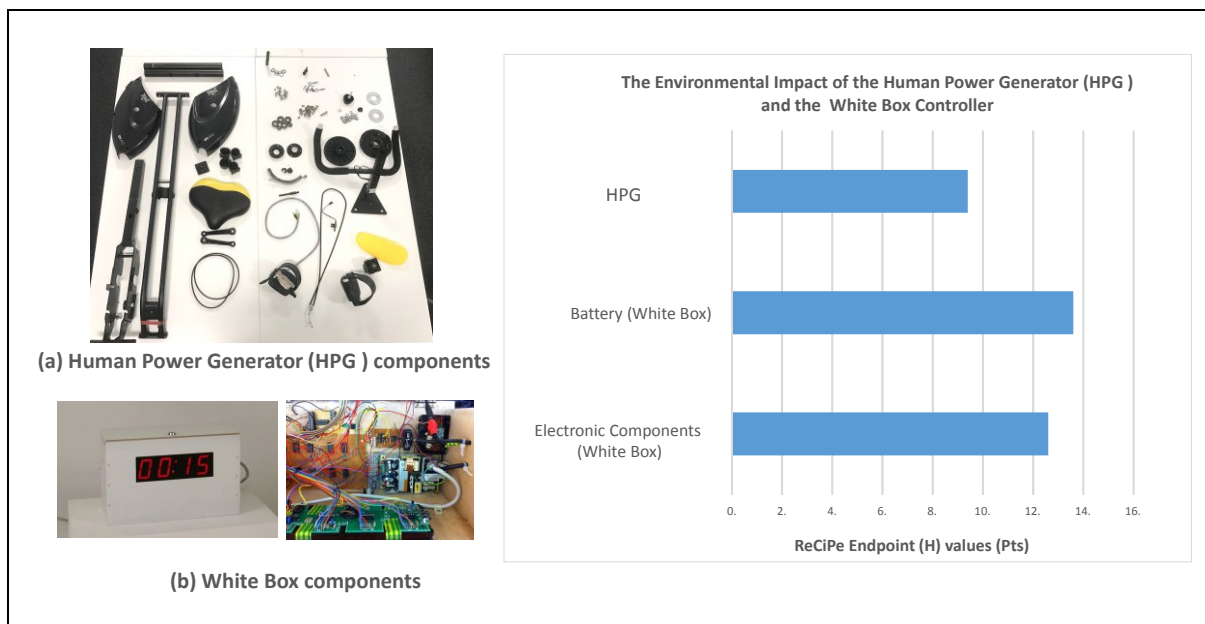 (a) Human Power Generator (HPG ) components
00:15
(b) White Box components
The Environmental Impact of the Human Power Generator (HPG )
and the White Box Controller
HPG
Battery (White Box)
Electronic Components
(White Box)
0. 2. 4. 6. 8. 10. 12. 14. 16.
ReCiPe Endpoint (H) values (Pts)